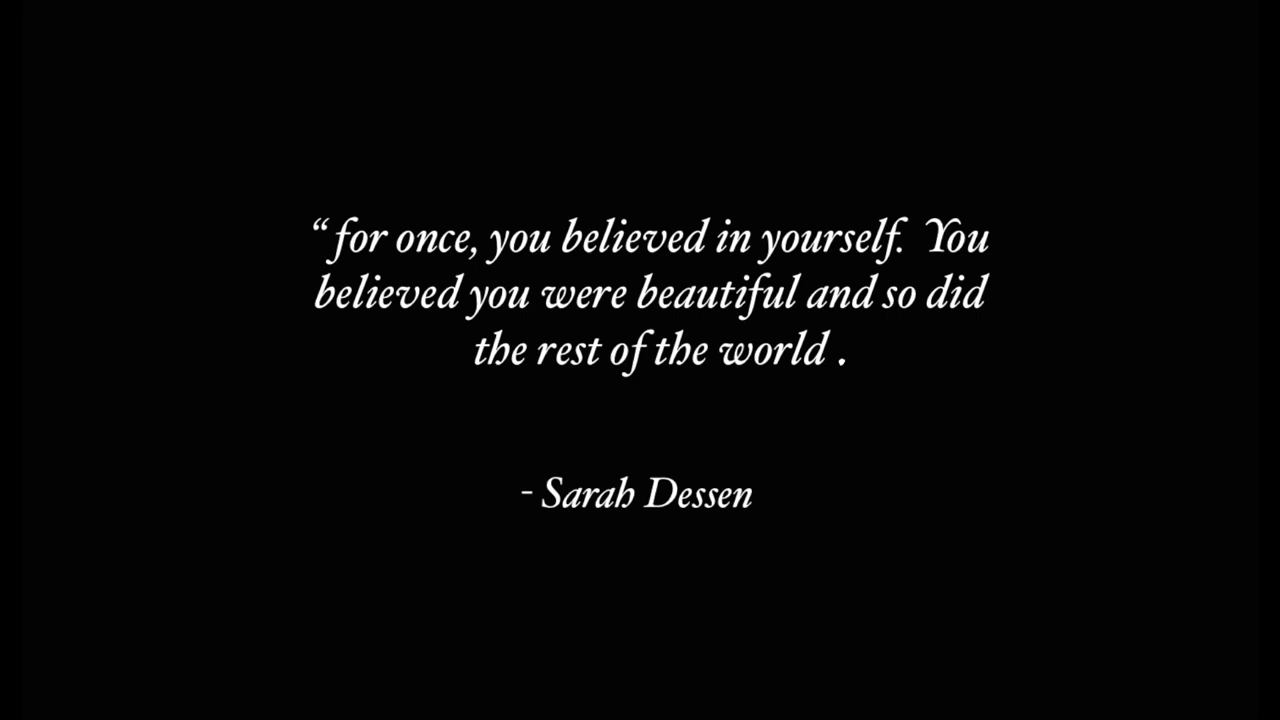 “for once, you believed in yourself. You
believed you were beautiful and so did
the rest of the world .
- Sarah Dessen